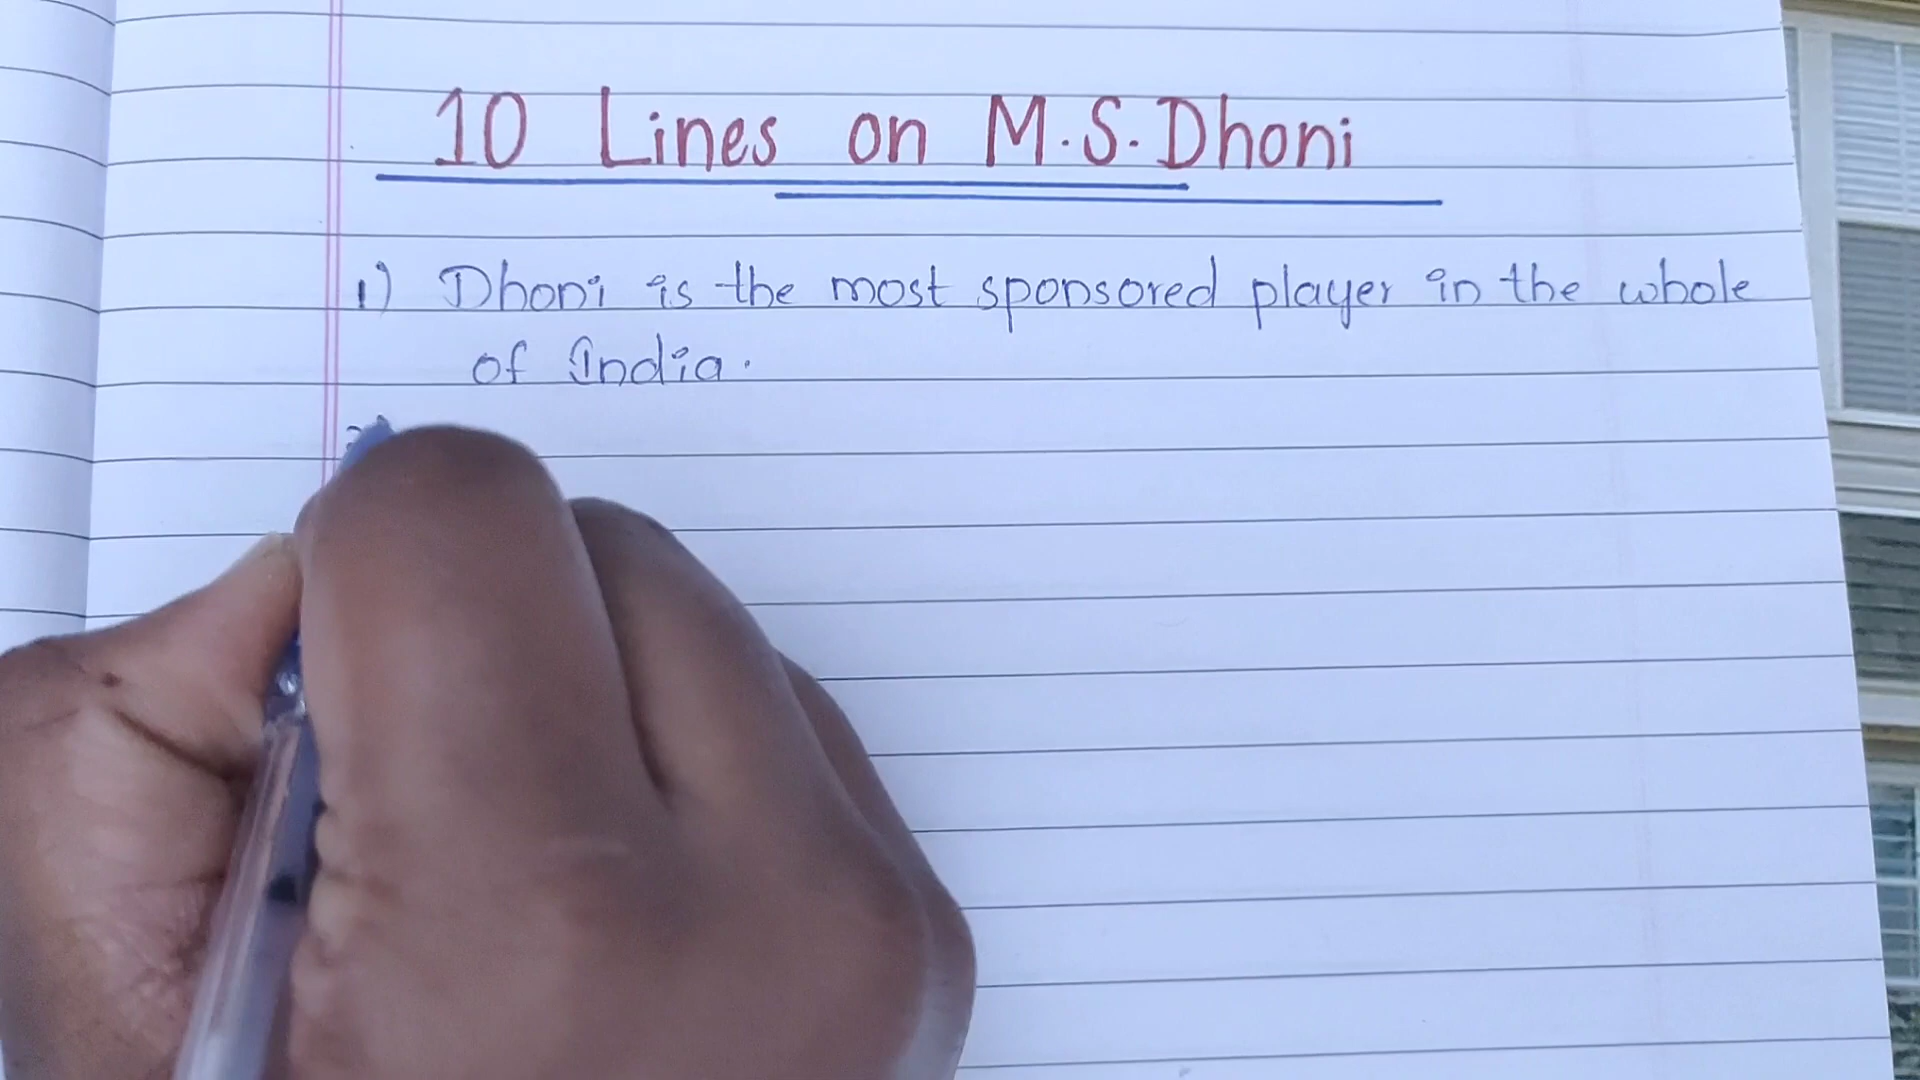 10 Lines on M.S.Dhoni
1) Dhoni is the most sponsored player in the whole
of India.